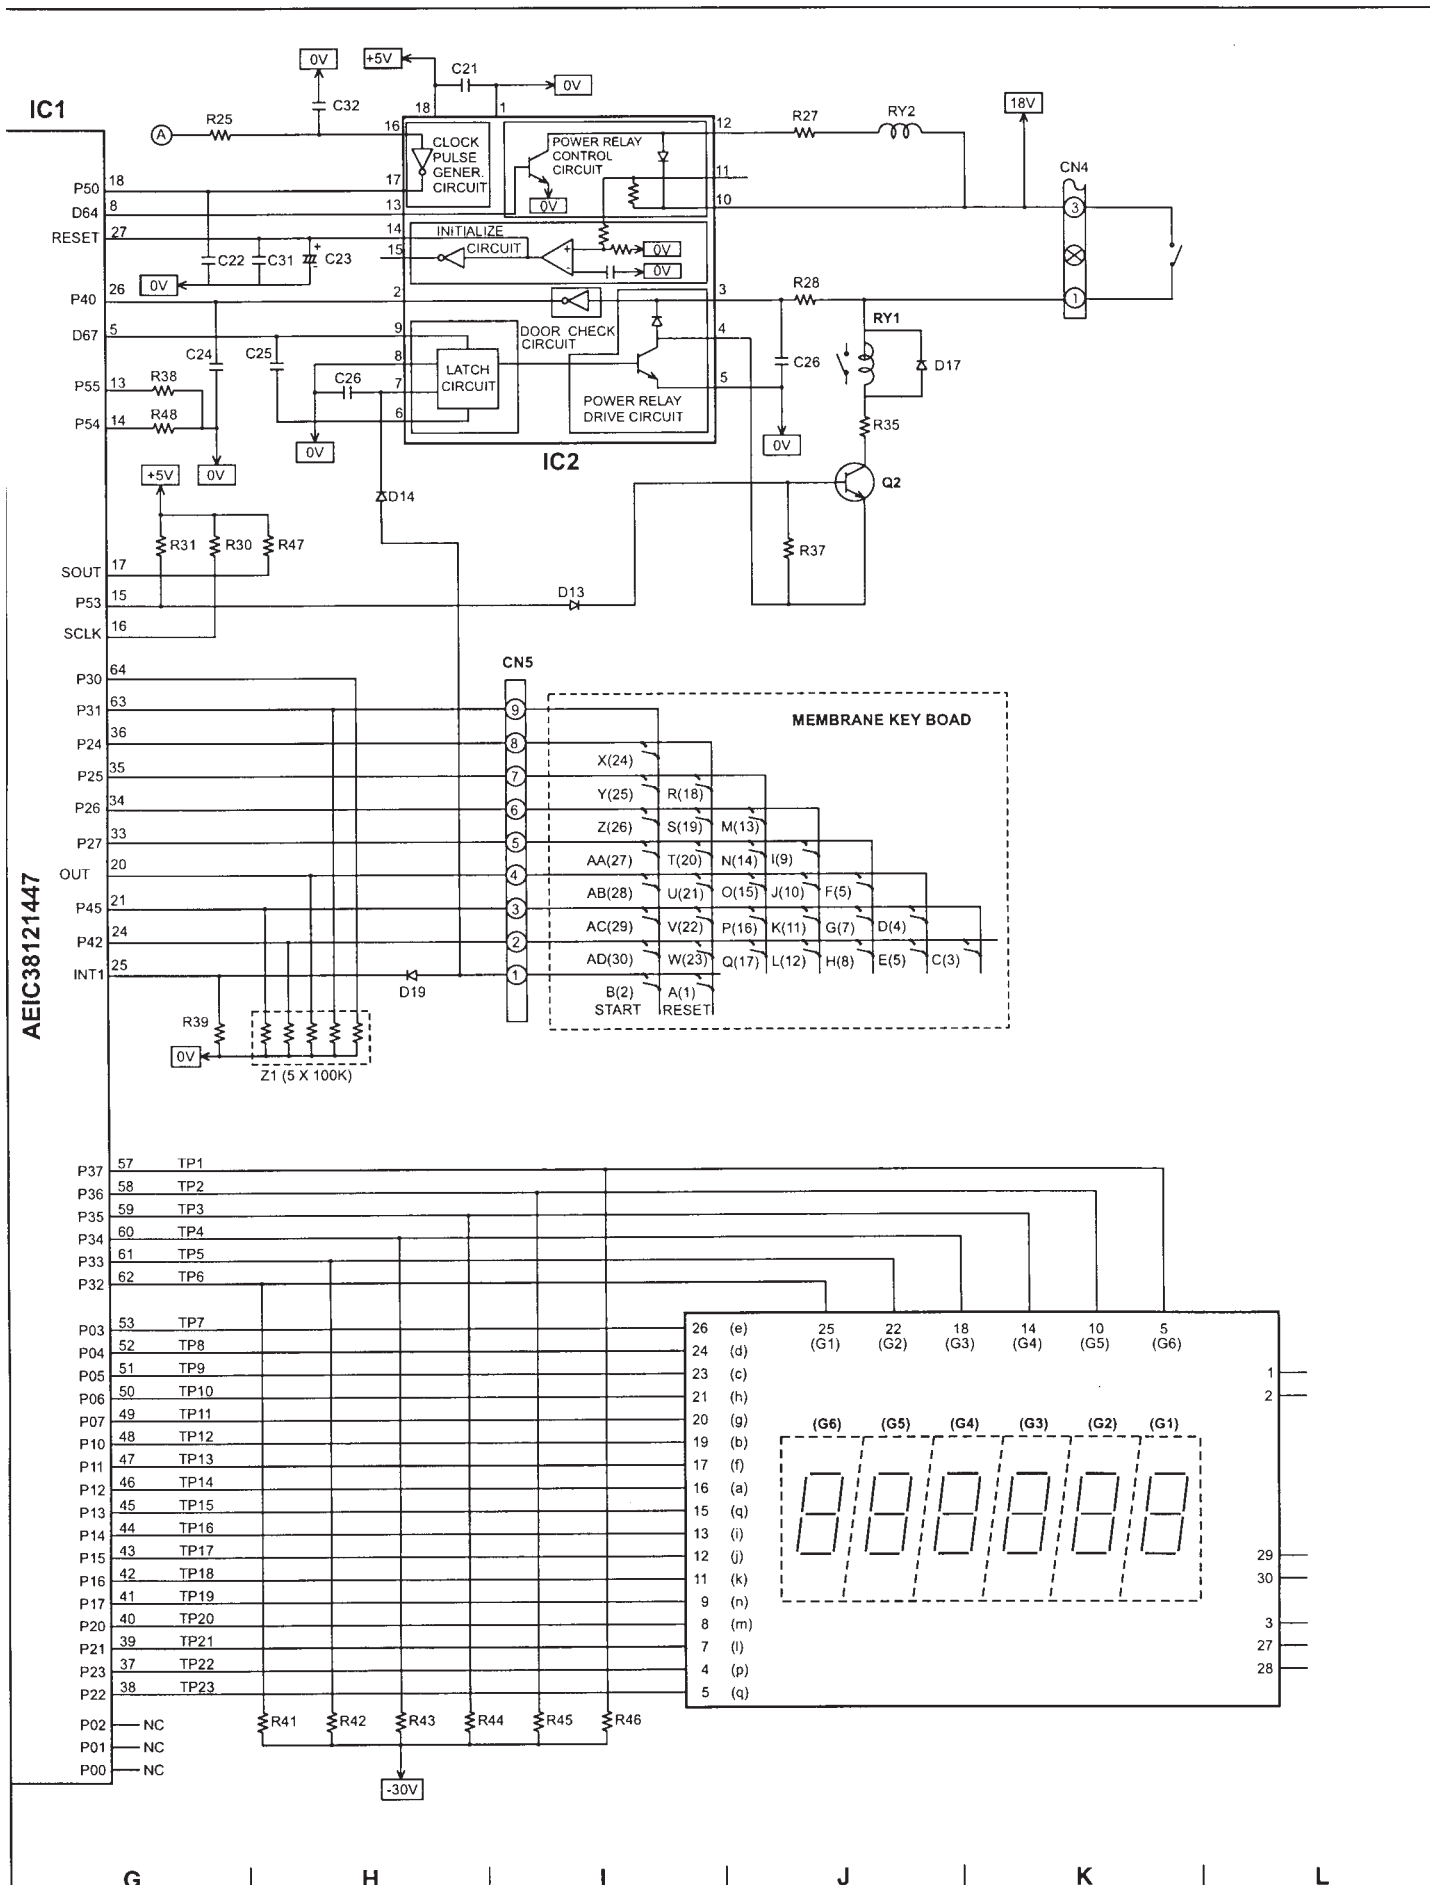 0V
+5V
C21
0V
IC1
C32
18
1
18V
R25
16
12
R27
RY2
A
CLOCK
PULSE
GENER.
CIRCUIT
POWER RELAY
CONTROL
CIRCUIT
CN4
11
P50
18
17
0V
10
3
D64
8
13
RESET
27
14
INITIALIZE
CIRCUIT
15
+
-
0V
0V
+
-
C22
C31
C23
0V
P40
26
2
3
R28
1
RY1
D67
5
9
DOOR CHECK
CIRCUIT
4
C24
C25
8
LATCH
CIRCUIT
C26
D17
P55
13
R38
C26
7
5
P54
14
R48
6
POWER RELAY
DRIVE CIRCUIT
R35
0V
0V
0V
IC2
+5V
Q2
D14
R31
R30
R47
R37
SOUT
17
P53
15
D13
SCLK
16
CN5
P30
64
P31
63
9
MEMBRANE KEY BOAD
P24
36
8
X(24)
P25
35
7
Y(25)
R(18)
P26
34
6
Z(26)
S(19)
M(13)
P27
33
5
AA(27)
T(20)
N(14)
I(9)
OUT
20
4
AB(28)
U(21)
O(15)
J(10)
F(5)
P45
21
3
AC(29)
V(22)
P(16)
K(11)
G(7)
D(4)
P42
24
2
AD(30)
W(23)
Q(17)
L(12)
H(8)
E(5)
C(3)
INT1
25
D19
1
B(2)
A(1)
START
RESET
R39
0V
Z1 (5 X 100K)
AEIC38121447
P37
57
TP1
P36
58
TP2
P35
59
TP3
P34
60
TP4
P33
61
TP5
P32
62
TP6
25
22
18
14
10
5
(G1)
(G2)
(G3)
(G4)
(G5)
(G6)
P03
53
TP7
26
(e)
P04
52
TP8
24
(d)
P05
51
TP9
23
(c)
1
P06
50
TP10
21
(h)
2
P07
49
TP11
20
(g)
(G6)
(G5)
(G4)
(G3)
(G2)
(G1)
P10
48
TP12
19
(b)
P11
47
TP13
17
(f)
P12
46
TP14
16
(a)
P13
45
TP15
15
(q)
P14
44
TP16
13
(i)
P15
43
TP17
12
(j)
29
P16
42
TP18
11
(k)
30
P17
41
TP19
9
(n)
P20
40
TP20
8
(m)
3
P21
39
TP21
7
(l)
27
P23
37
TP22
4
(p)
28
P22
38
TP23
5
(q)
P02
NC
R41
R42
R43
R44
R45
R46
P01
NC
P00
NC
-30V
G
H
I
J
K
L